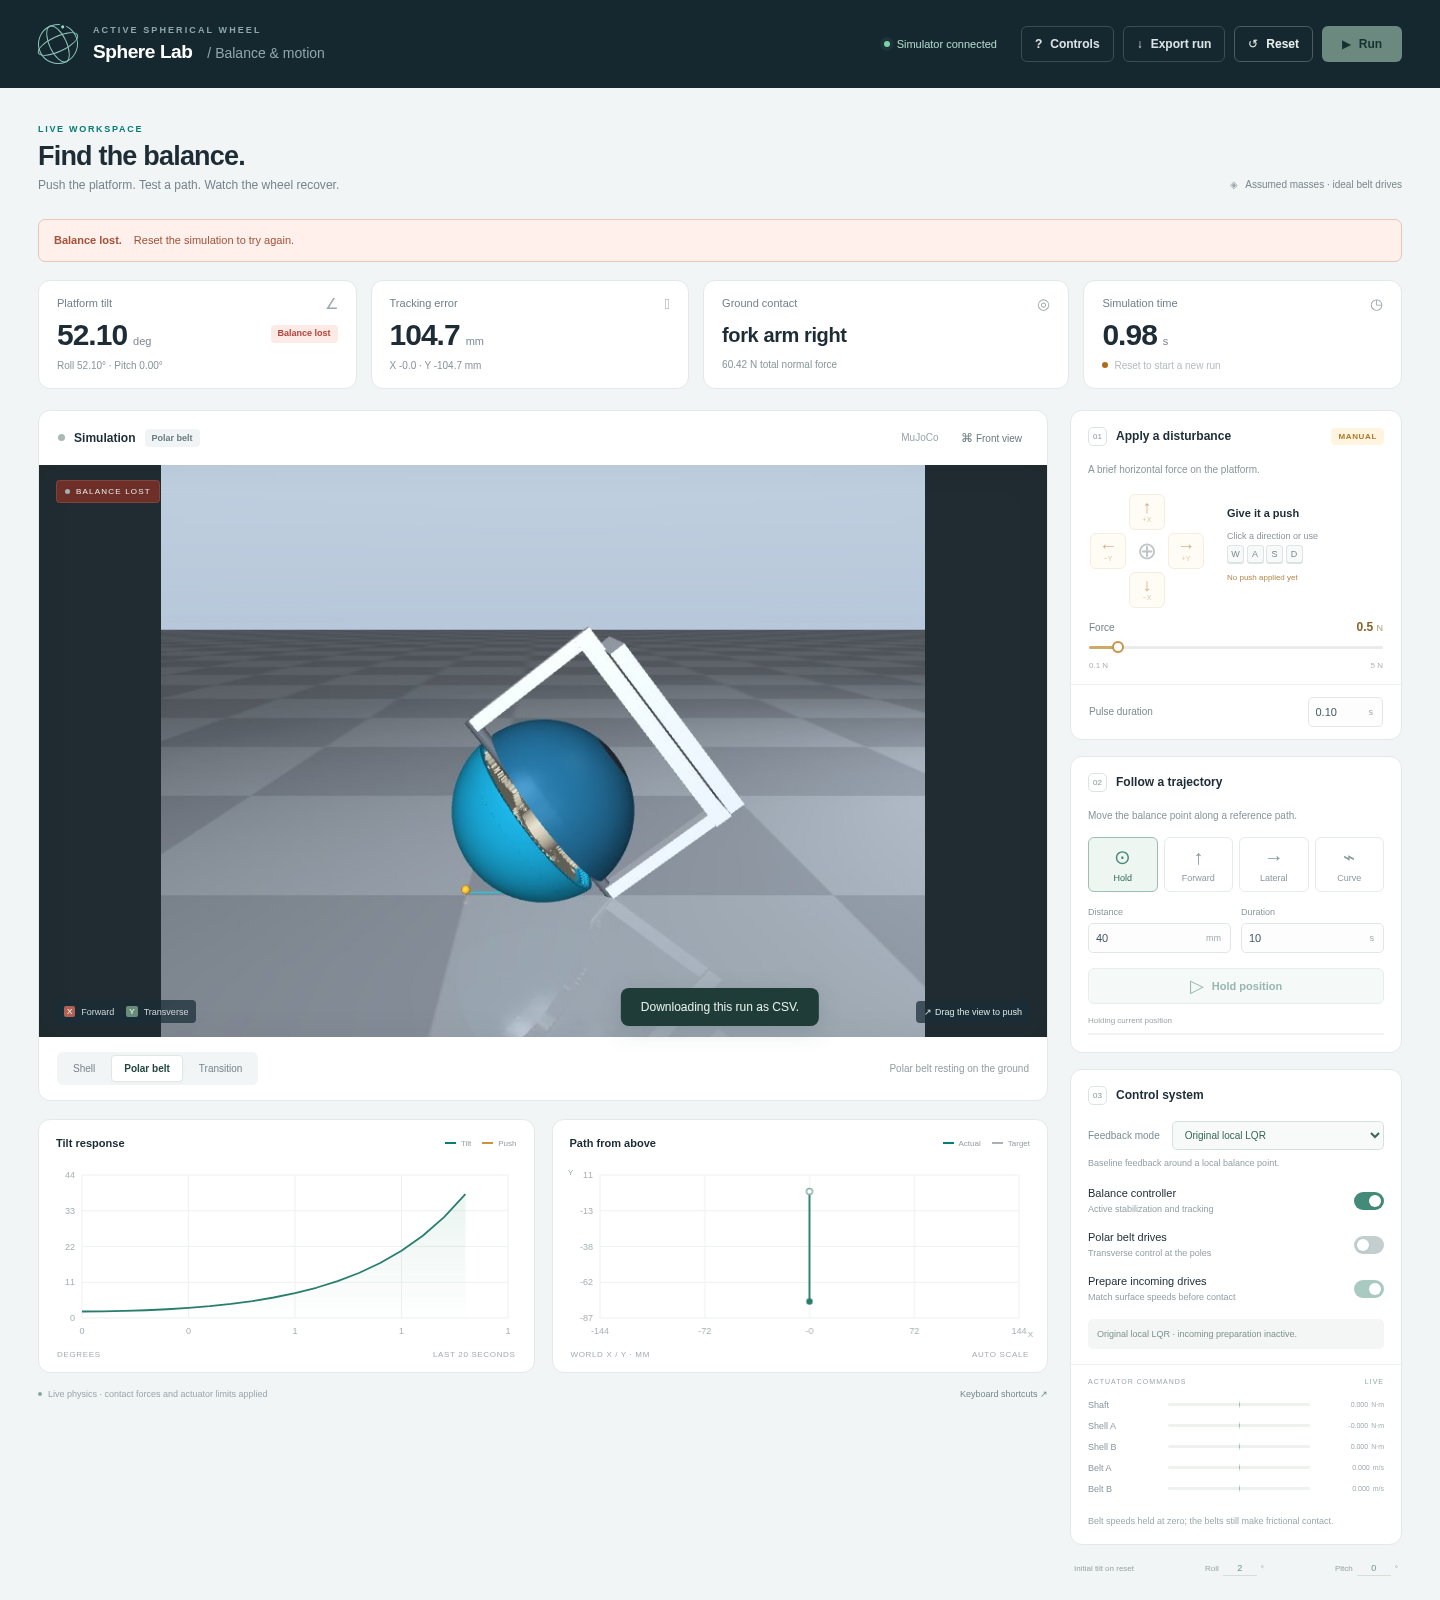 ACTIVE SPHERICAL WHEEL
Sphere Lab / Balance & motion
Simulator connected
? Controls
↓ Export run
↺ Reset
▶ Run
LIVE WORKSPACE
Find the balance.
Push the platform. Test a path. Watch the wheel recover.
◈ Assumed masses · ideal belt drives
Balance lost. Reset the simulation to try again.
Platform tilt
52.10 deg
Balance lost
Roll 52.10° · Pitch 0.00°
Tracking error
104.7 mm
X -0.0 · Y -104.7 mm
Ground contact
fork arm right
60.42 N total normal force
Simulation time
0.98 s
Reset to start a new run
Simulation
Polar belt
MuJoCo
⌘ Front view
BALANCE LOST
X Forward
Y Transverse
↗ Drag the view to push
Downloading this run as CSV.
Shell
Polar belt
Transition
Polar belt resting on the ground
Tilt response
Tilt
Push
44
33
22
11
0
0 0 1 1 1
DEGREES
LAST 20 SECONDS
Path from above
Actual
Target
Y
11
-13
-38
-62
-87
-144 -72 -0 72 144 X
WORLD X / Y · MM
AUTO SCALE
Live physics · contact forces and actuator limits applied
Keyboard shortcuts ↗
01 Apply a disturbance
MANUAL
A brief horizontal force on the platform.
↑ +X
← −Y
⊕
→ +Y
↓ −X
Give it a push
Click a direction or use
W A S D
No push applied yet
Force
0.5 N
0.1 N
5 N
Pulse duration
0.10 s
02 Follow a trajectory
Move the balance point along a reference path.
Hold
Forward
Lateral
Curve
Distance
40 mm
Duration
10 s
▷ Hold position
Holding current position
03 Control system
Feedback mode
Original local LQR
Baseline feedback around a local balance point.
Balance controller
Active stabilization and tracking
Polar belt drives
Transverse control at the poles
Prepare incoming drives
Match surface speeds before contact
Original local LQR · incoming preparation inactive.
ACTUATOR COMMANDS
LIVE
Shaft 0.000 N·m
Shell A -0.000 N·m
Shell B 0.000 N·m
Belt A 0.000 m/s
Belt B 0.000 m/s
Belt speeds held at zero; the belts still make frictional contact.
Initial tilt on reset
Roll 2 °
Pitch 0 °